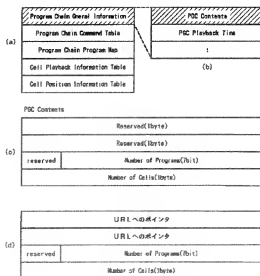 Program Chain Gneral Information
PGC Contents
(a)
Program Chain Command Table
PGC Playback Time
Program Chain Program Map
:
Cell Playback Information Table
(b)
Cell Position Information Table
PGC Contents
Reserved(1byte)
Reserved(1byte)
(c)
reserved
Number of Programs(7bit)
Number of Cells(1byte)
URLへのポインタ
URLへのポインタ
(d)
reserved
Number of Programs(7bit)
Number of Cells(1byte)